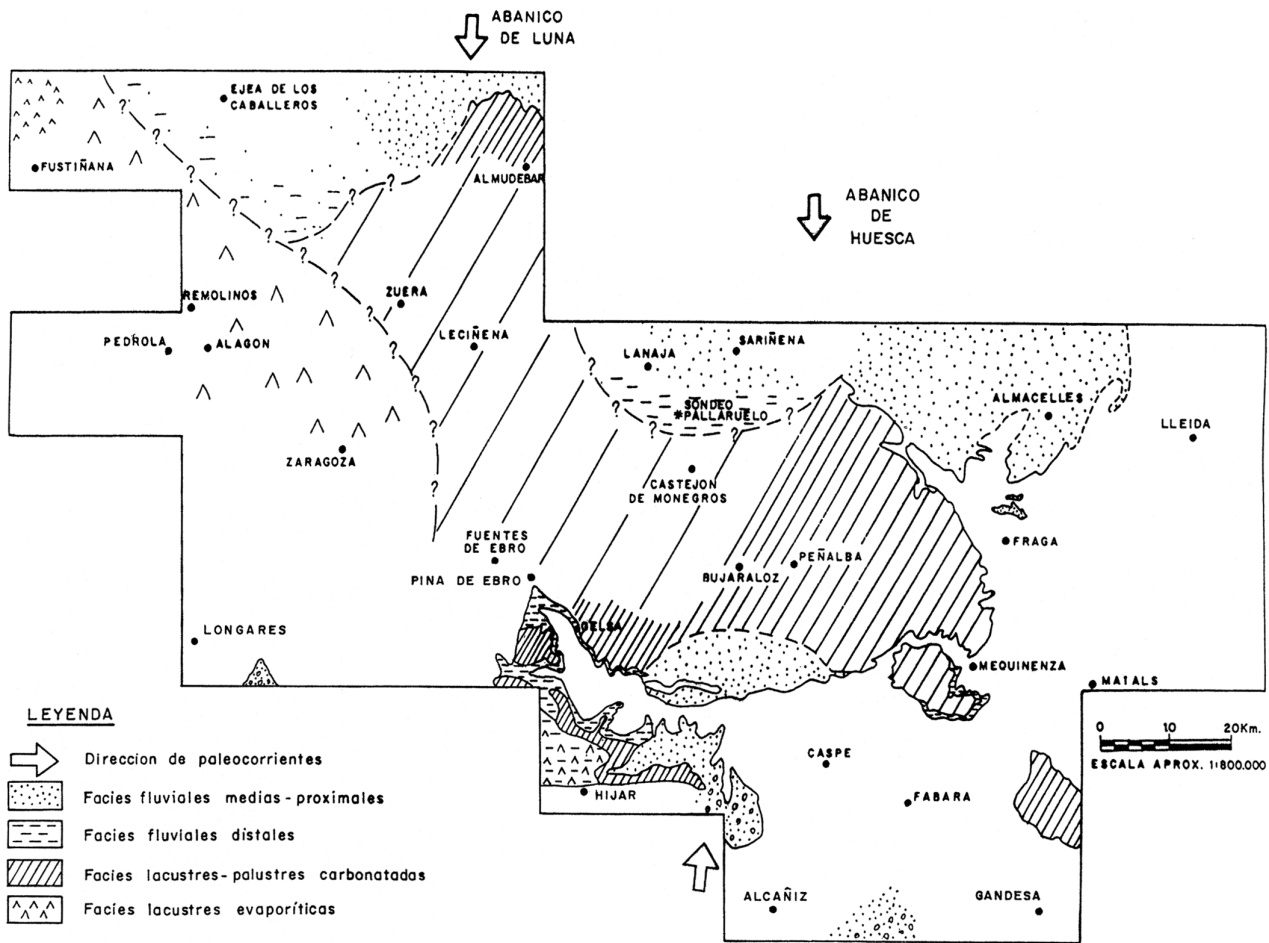 ABANICO
DE LUNA
EJEA DE LOS
CABALLEROS
FUSTIÑANA
ALMUDEBAR
ABANICO
DE
HUESCA
REMOLINOS
ZUERA
PEDROLA
ALAGON
LECIÑENA
LANAJA
SARIÑENA
SONDEO
PALLARUELO
ALMACELLES
LLEIDA
ZARAGOZA
CASTEJON
DE MONEGROS
FUENTES
DE EBRO
PINA DE EBRO
BUJARALOZ
PEÑALBA
FRAGA
GELSA
LONGARES
MEQUINENZA
MAIALS
LEYENDA
Direccion de paleocorrientes
Facies fluviales medias-proximales
Facies fluviales distales
Facies lacustres-palustres carbonatadas
Facies lacustres evaporíticas
0 10 20Km.
ESCALA APROX. 1:800.000
CASPE
HIJAR
FABARA
ALCAÑIZ
GANDESA